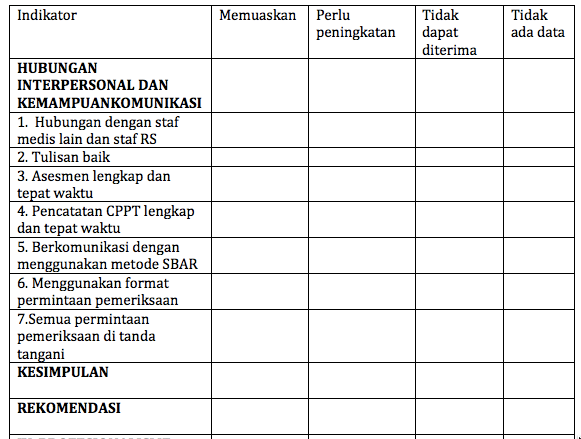 Indikator Memuaskan Perlu Tidak Tidak
peningkatan dapat ada data
diterima
HUBUNGAN
INTERPERSONAL DAN
KEMAMPUANKOMUNIKASI
1. Hubungan dengan staf
medis lain dan staf RS
2. Tulisan baik
3. Asesmen lengkap dan
tepat waktu
4. Pencatatan CPPT lengkap
dan tepat waktu
5. Berkomunikasi dengan
menggunakan metode SBAR
6. Menggunakan format
permintaan pemeriksaan
7.Semua permintaan
pemeriksaan di tanda
tangani
KESIMPULAN
REKOMENDASI